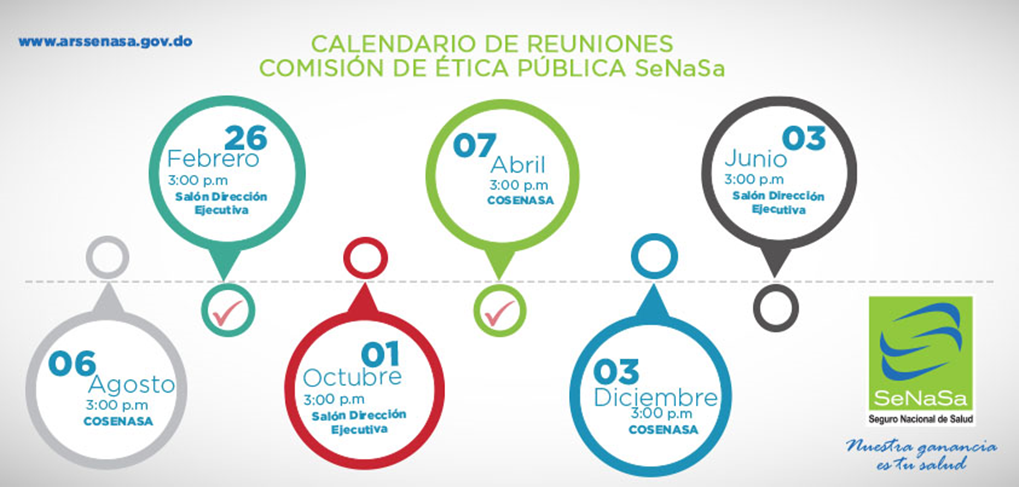 www.arssenasa.gov.do
CALENDARIO DE REUNIONES
COMISIÓN DE ÉTICA PÚBLICA SeNaSa
26
Febrero
3:00 p.m
Salón Dirección
Ejecutiva
07
Abril
3:00 p.m
COSENASA
03
Junio
3:00 p.m
Salón Dirección
Ejecutiva
06
Agosto
3:00 p.m
COSENASA
01
Octubre
3:00 p.m
Salón Dirección
Ejecutiva
03
Diciembre
3:00 p.m
COSENASA
SeNaSa
Seguro Nacional de Salud
Nuestra ganancia
es tu salud